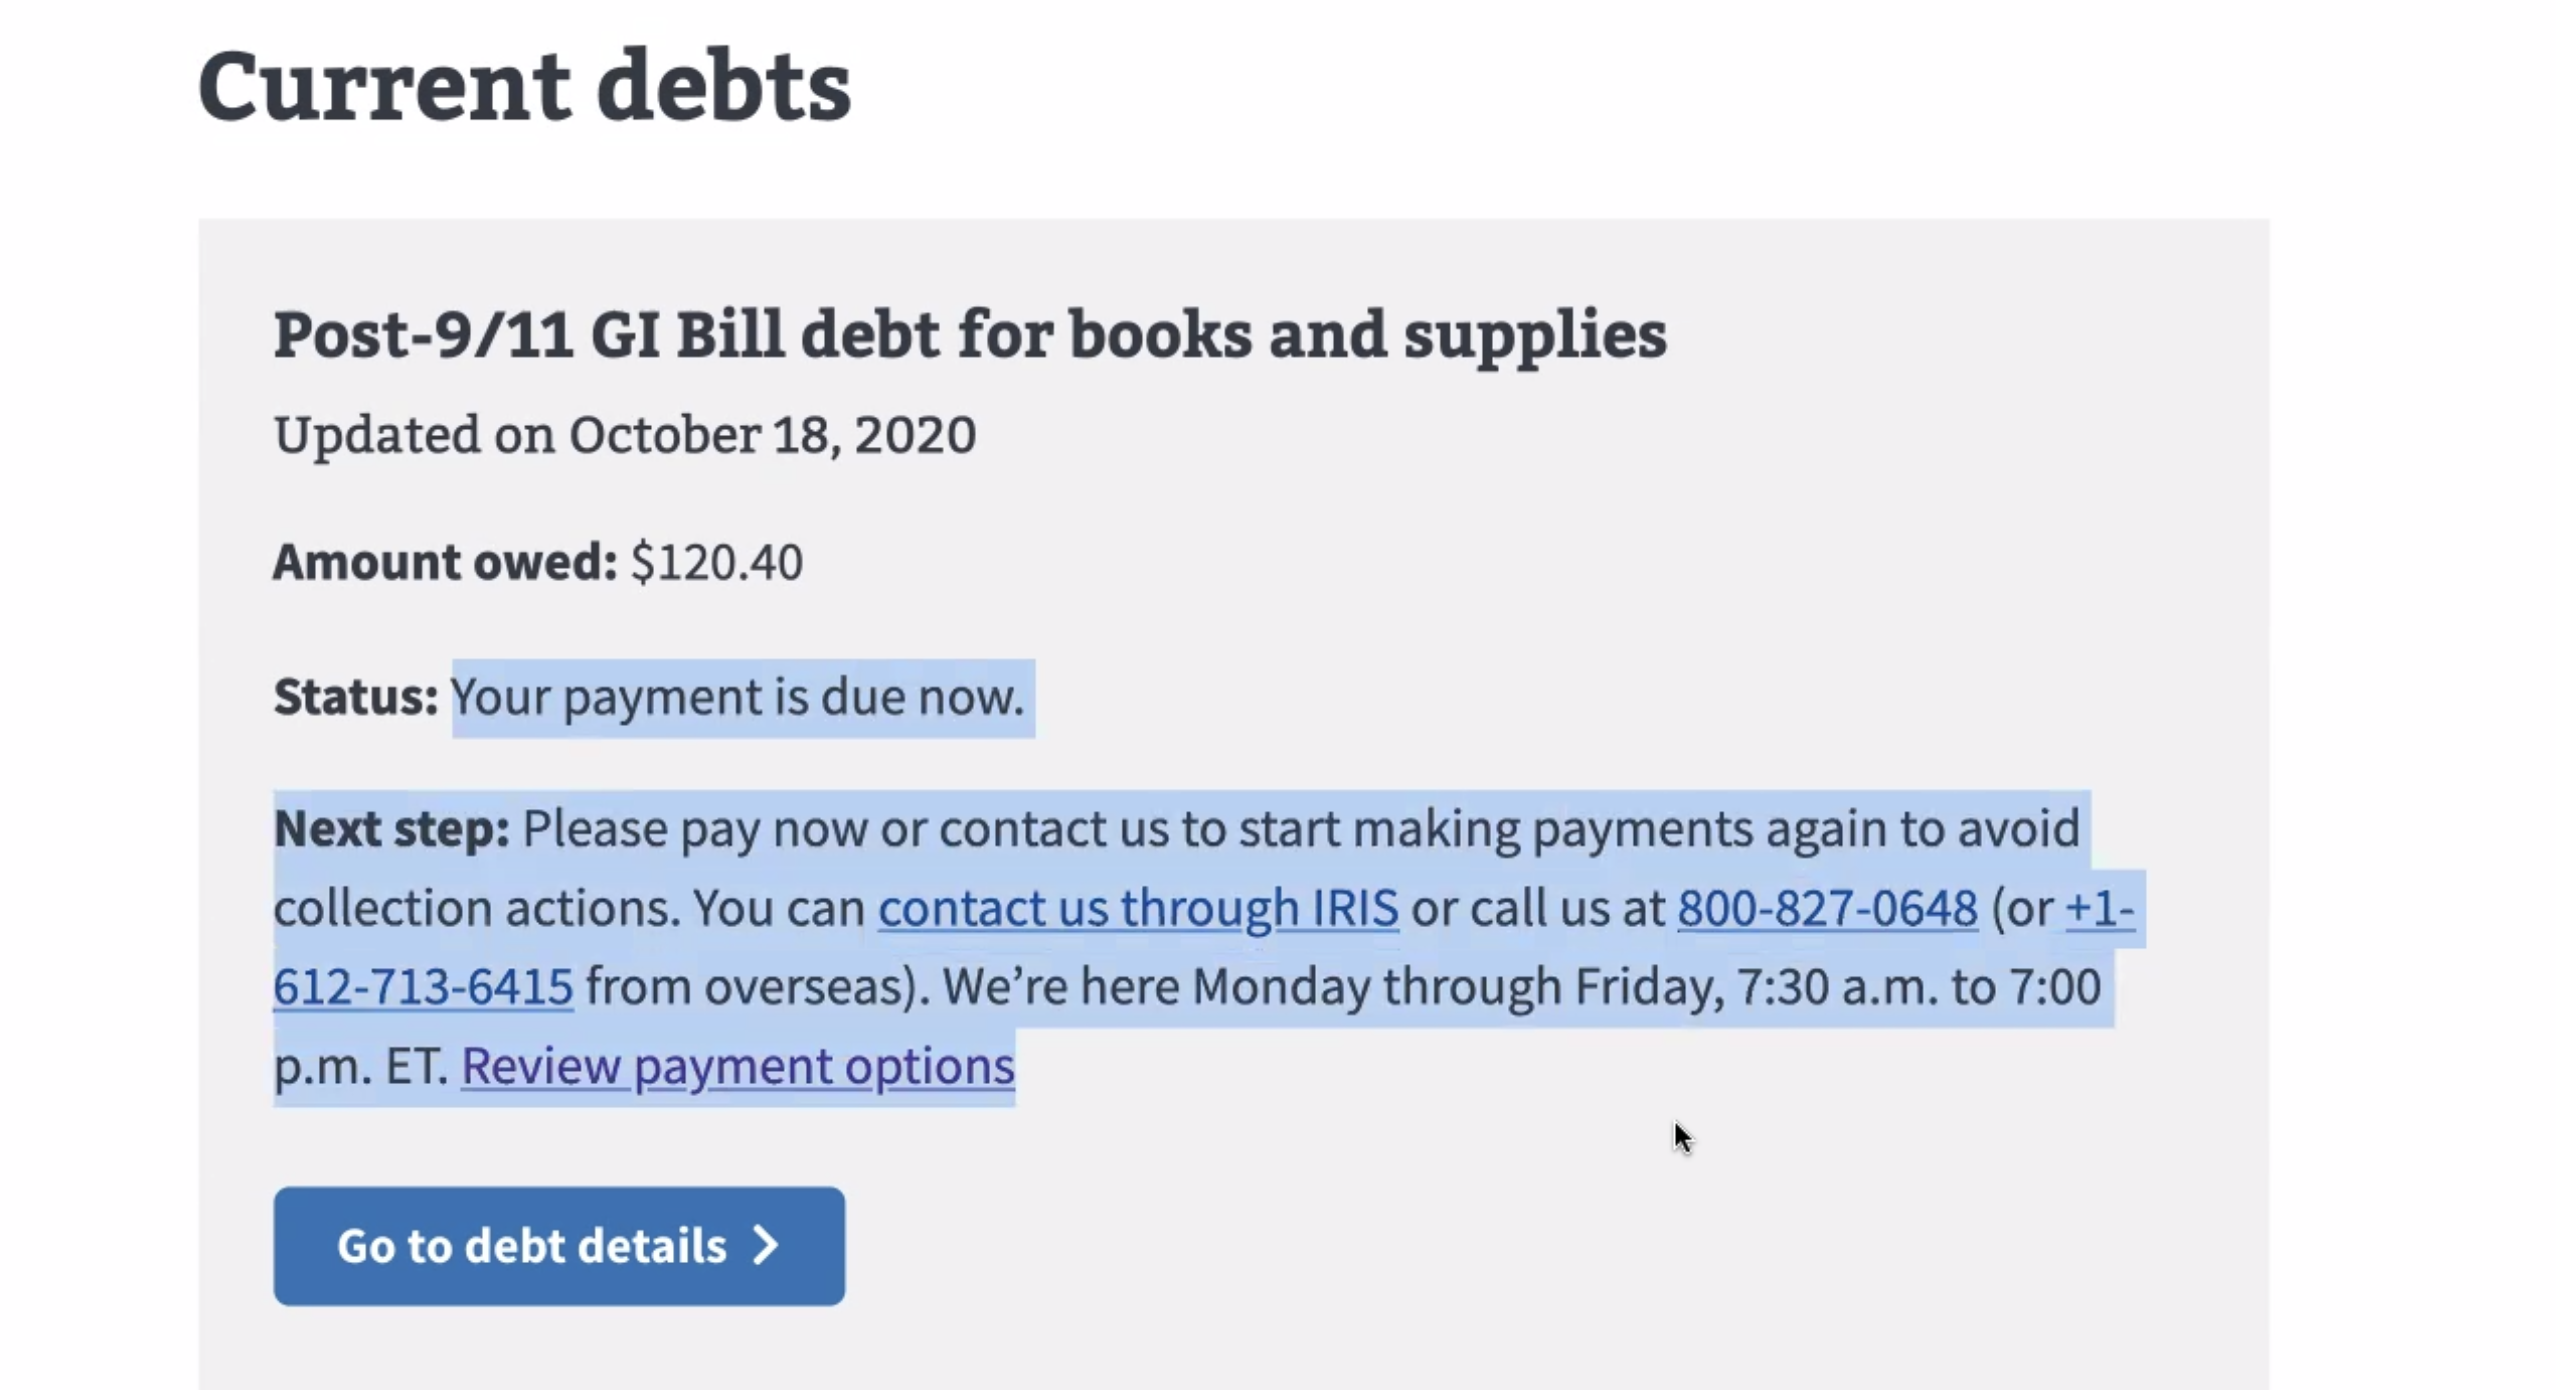 Current debts
Post-9/11 GI Bill debt for books and supplies
Updated on October 18, 2020
Amount owed: $120.40
Status: Your payment is due now.
Next step: Please pay now or contact us to start making payments again to avoid
collection actions. You can contact us through IRIS or call us at 800-827-0648 (or +1-
612-713-6415 from overseas). We’re here Monday through Friday, 7:30 a.m. to 7:00
p.m. ET. Review payment options
Go to debt details